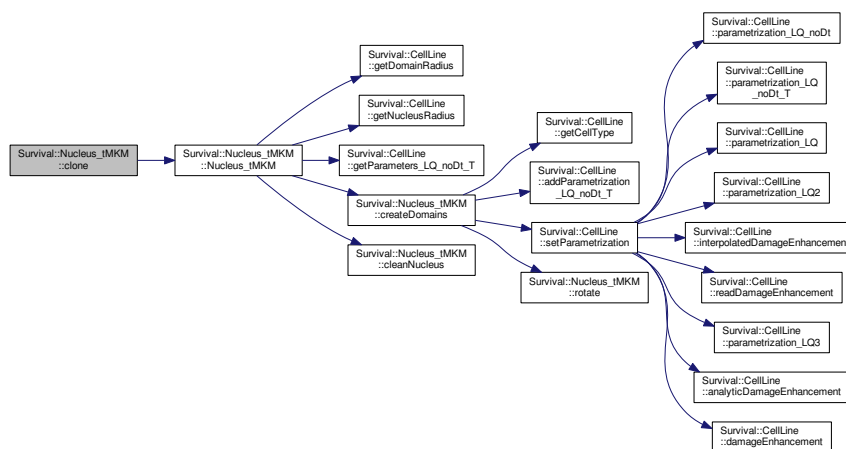 Survival::Nucleus_tMKM
::clone
Survival::Nucleus_tMKM
::Nucleus_tMKM
Survival::CellLine
::getDomainRadius
Survival::CellLine
::getNucleusRadius
Survival::CellLine
::getParameters_LQ_noDt_T
Survival::Nucleus_tMKM
::createDomains
Survival::Nucleus_tMKM
::cleanNucleus
Survival::CellLine
::getCellType
Survival::CellLine
::addParametrization
_LQ_noDt_T
Survival::CellLine
::setParametrization
Survival::Nucleus_tMKM
::rotate
Survival::CellLine
::parametrization_LQ_noDt
Survival::CellLine
::parametrization_LQ
_noDt_T
Survival::CellLine
::parametrization_LQ
Survival::CellLine
::parametrization_LQ2
Survival::CellLine
::interpolatedDamageEnhancement
Survival::CellLine
::readDamageEnhancement
Survival::CellLine
::parametrization_LQ3
Survival::CellLine
::analyticDamageEnhancement
Survival::CellLine
::damageEnhancement